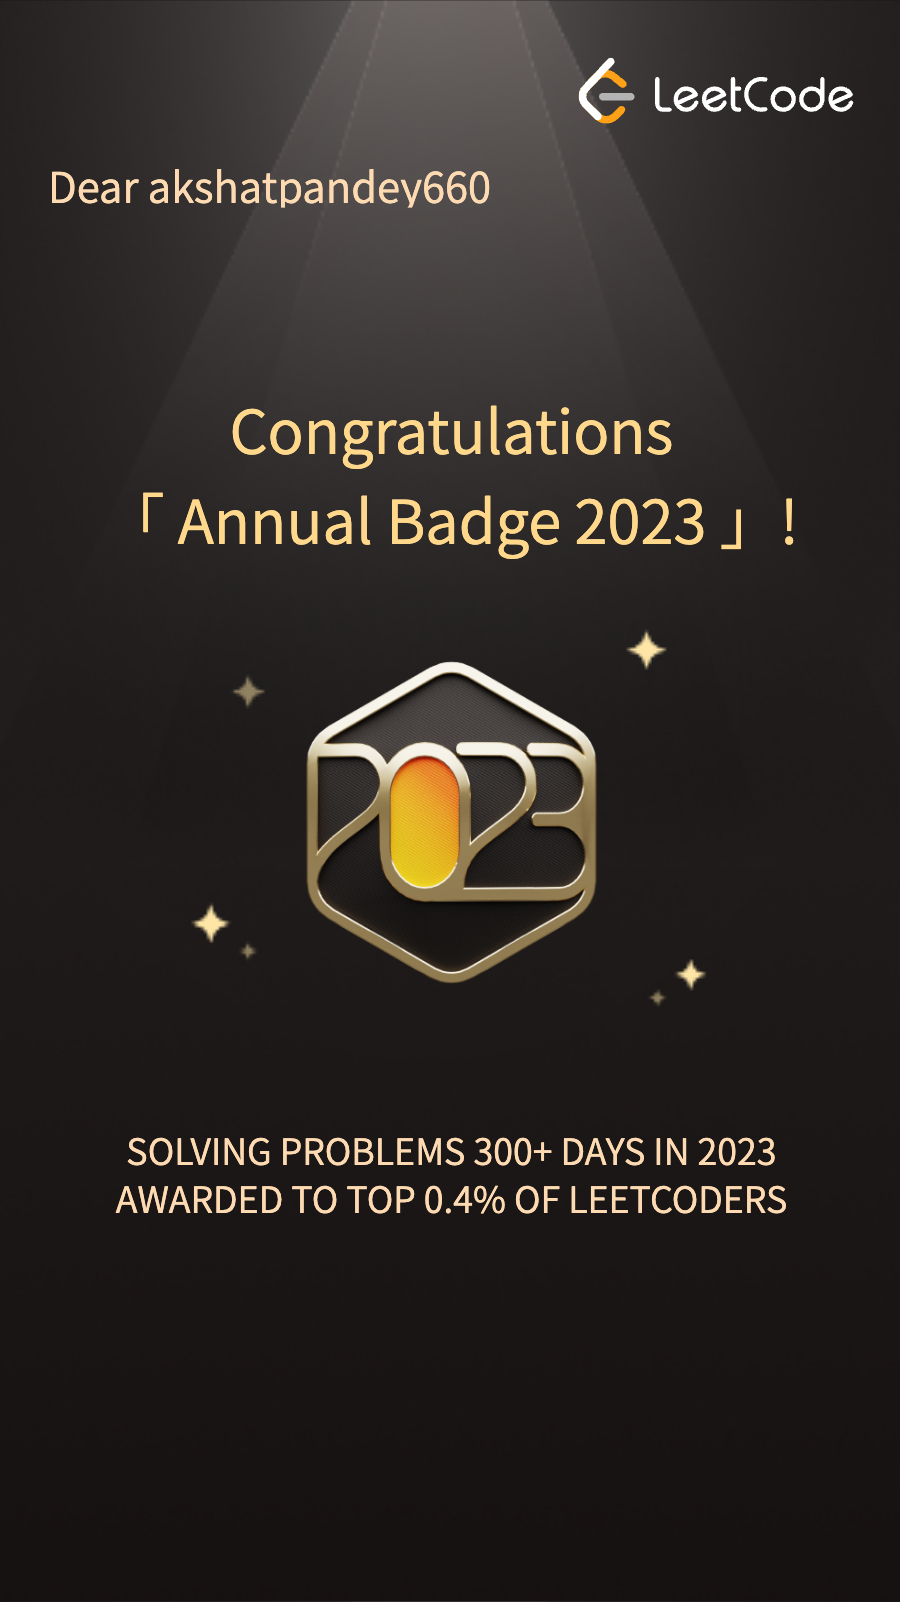 LeetCode
Dear akshatpandey660
Congratulations
「 Annual Badge 2023 」 !
2023
SOLVING PROBLEMS 300+ DAYS IN 2023
AWARDED TO TOP 0.4% OF LEETCODERS